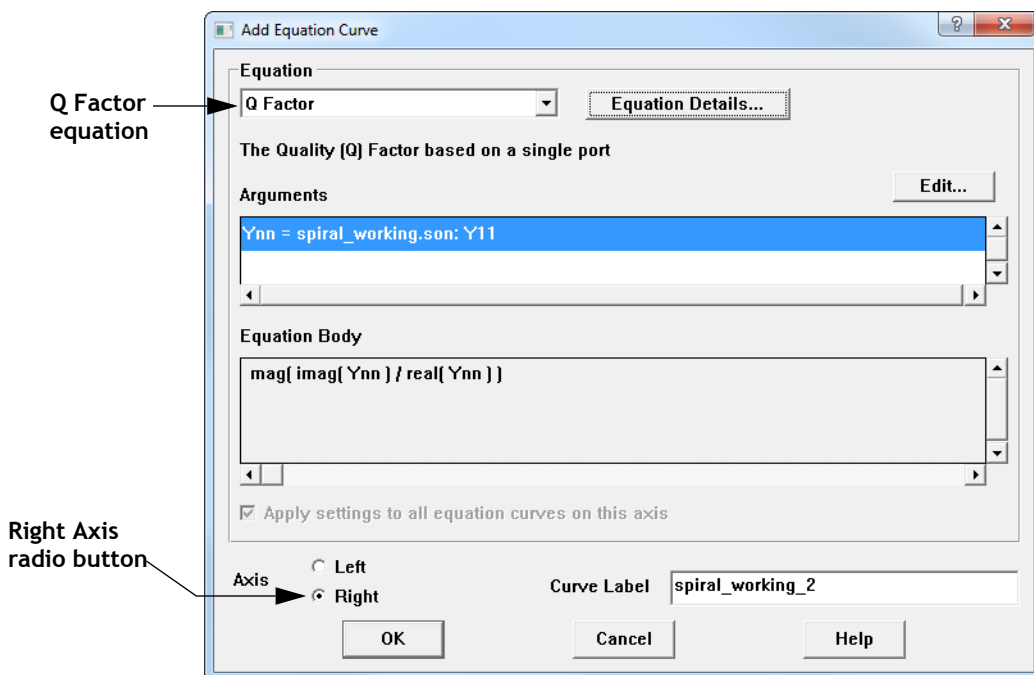 Add Equation Curve
Equation
Q Factor
equation
Q Factor
Equation Details...
The Quality (Q) Factor based on a single port
Edit...
Arguments
Ynn = spiral_working.son: Y11
Equation Body
mag( imag( Ynn ) / real( Ynn ) )
Apply settings to all equation curves on this axis
Right Axis
radio button
Axis
Left
Right
Curve Label
spiral_working_2
OK
Cancel
Help